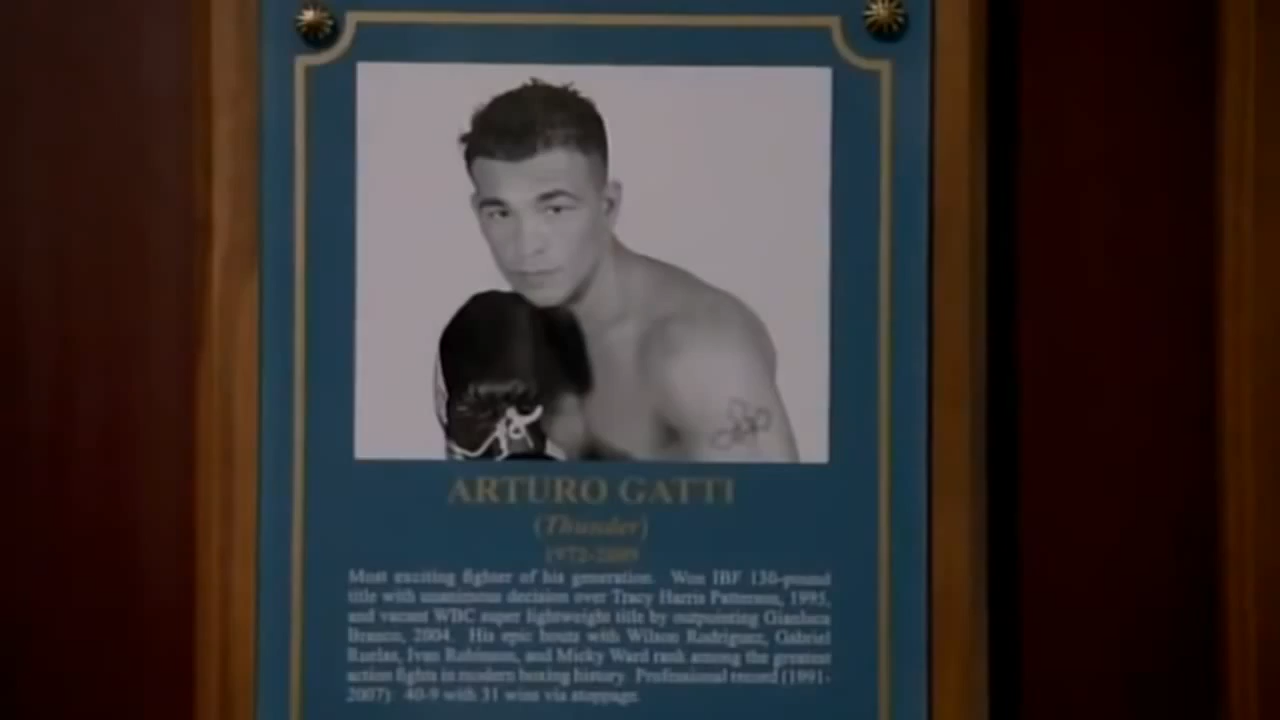 ARTURO GATTI
(Thunder)
1972-2009
Most exciting fighter of his generation. Won IBF 130-pound
title with unanimous decision over Tracy Harris Patterson, 1995,
and vacant WBC super lightweight title by outpointing Gianluca
Branco, 2004. His epic bouts with Wilson Rodriguez, Gabriel
Ruelas, Ivan Robinson, and Micky Ward rank among the greatest
action fights in modern boxing history. Professional record (1991-
2007): 40-9 with 31 wins via stoppage.